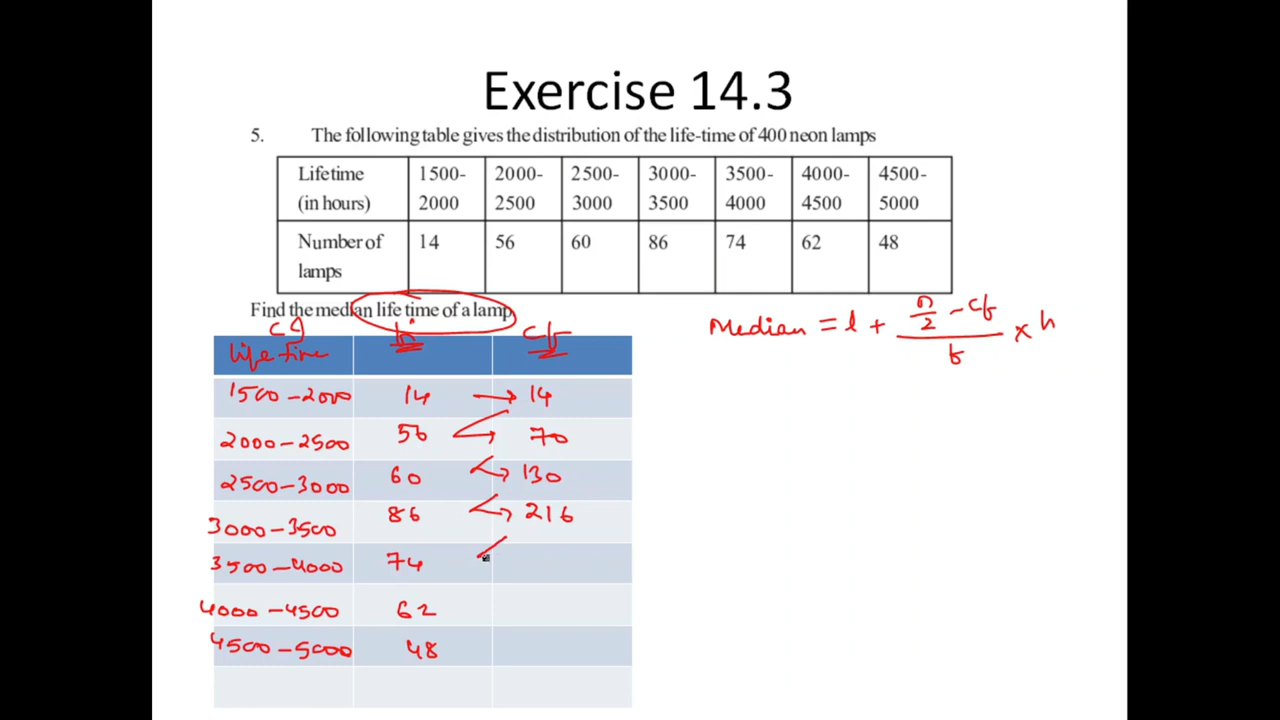 Exercise 14.3
5. The following table gives the distribution of the life-time of 400 neon lamps
Lifetime (in hours) 1500-2000 2000-2500 2500-3000 3000-3500 3500-4000 4000-4500 4500-5000
Number of lamps 14 56 60 86 74 62 48
Find the median life time of a lamp.
Median = l + (n/2 - cf)/f × h
CI
life time fi cf
1500-2000 14 14
2000-2500 56 70
2500-3000 60 130
3000-3500 86 216
3500-4000 74
4000-4500 62
4500-5000 48